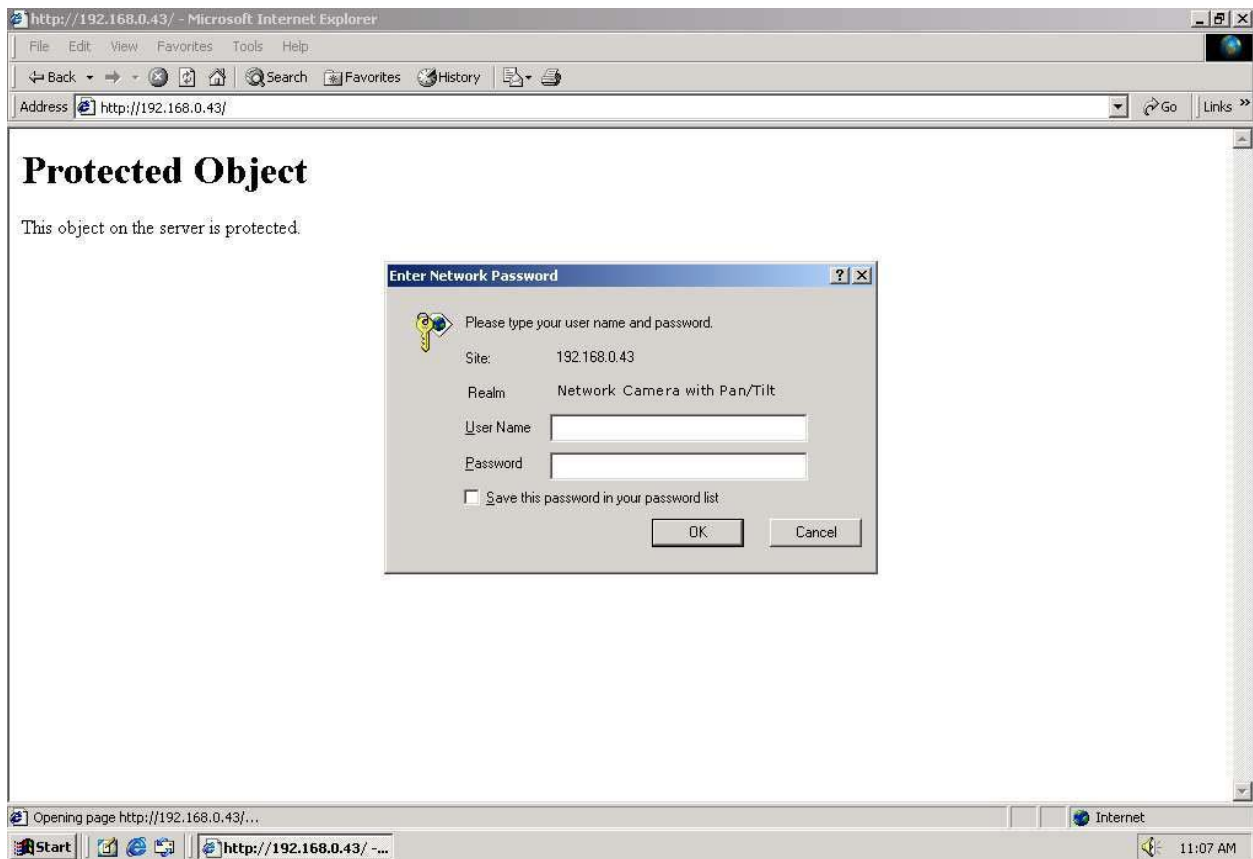 http://192.168.0.43/ - Microsoft Internet Explorer
File Edit View Favorites Tools Help
Back Search Favorites History
Address http://192.168.0.43/ Go Links »
Protected Object
This object on the server is protected.
Enter Network Password
Please type your user name and password.
Site: 192.168.0.43
Realm Network Camera with Pan/Tilt
User Name
Password
Save this password in your password list
OK Cancel
Opening page http://192.168.0.43/... Internet
Start http://192.168.0.43/ -... 11:07 AM